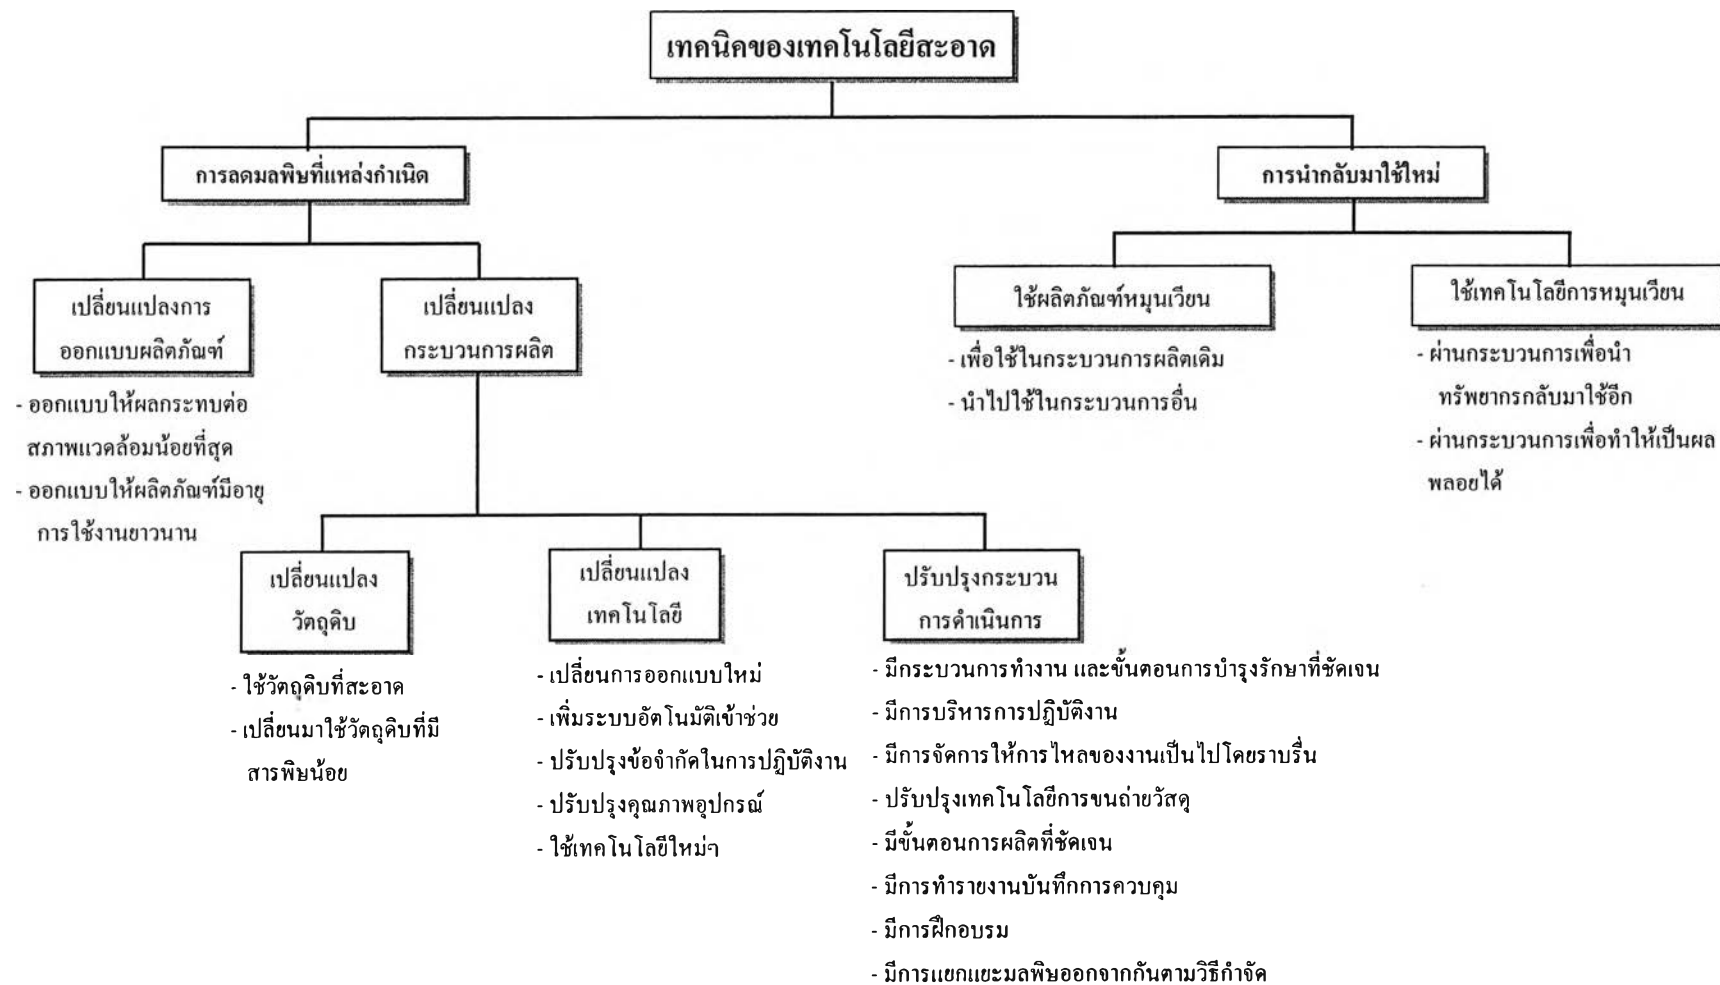 เทคนิคของเทคโนโลยีสะอาด
การลดมลพิษที่แหล่งกำเนิด
การนำกลับมาใช้ใหม่
เปลี่ยนแปลงการ
ออกแบบผลิตภัณฑ์
- ออกแบบให้ผลกระทบต่อ
สภาพแวดล้อมน้อยที่สุด
- ออกแบบให้ผลิตภัณฑ์มีอายุ
การใช้งานยาวนาน
เปลี่ยนแปลง
กระบวนการผลิต
ใช้ผลิตภัณฑ์หมุนเวียน
- เพื่อใช้ในกระบวนการผลิตเดิม
- นำไปใช้ในกระบวนการอื่น
ใช้เทคโนโลยีการหมุนเวียน
- ผ่านกระบวนการเพื่อนำ
ทรัพยากรกลับมาใช้อีก
- ผ่านกระบวนการเพื่อทำให้เป็นผล
พลอยได้
เปลี่ยนแปลง
วัตถุดิบ
- ใช้วัตถุดิบที่สะอาด
- เปลี่ยนมาใช้วัตถุดิบที่มี
สารพิษน้อย
เปลี่ยนแปลง
เทคโนโลยี
- เปลี่ยนการออกแบบใหม่
- เพิ่มระบบอัตโนมัติเข้าช่วย
- ปรับปรุงข้อจำกัดในการปฏิบัติงาน
- ปรับปรุงคุณภาพอุปกรณ์
- ใช้เทคโนโลยีใหม่ๆ
ปรับปรุงกระบวน
การดำเนินการ
- มีกระบวนการทำงาน และขั้นตอนการบำรุงรักษาที่ชัดเจน
- มีการบริหารการปฏิบัติงาน
- มีการจัดการให้การไหลของงานเป็นไปโดยราบรื่น
- ปรับปรุงเทคโนโลยีการขนถ่ายวัสดุ
- มีขั้นตอนการผลิตที่ชัดเจน
- มีการทำรายงานบันทึกการควบคุม
- มีการฝึกอบรม
- มีการแยกแยะมลพิษออกจากกันตามวิธีกำจัด